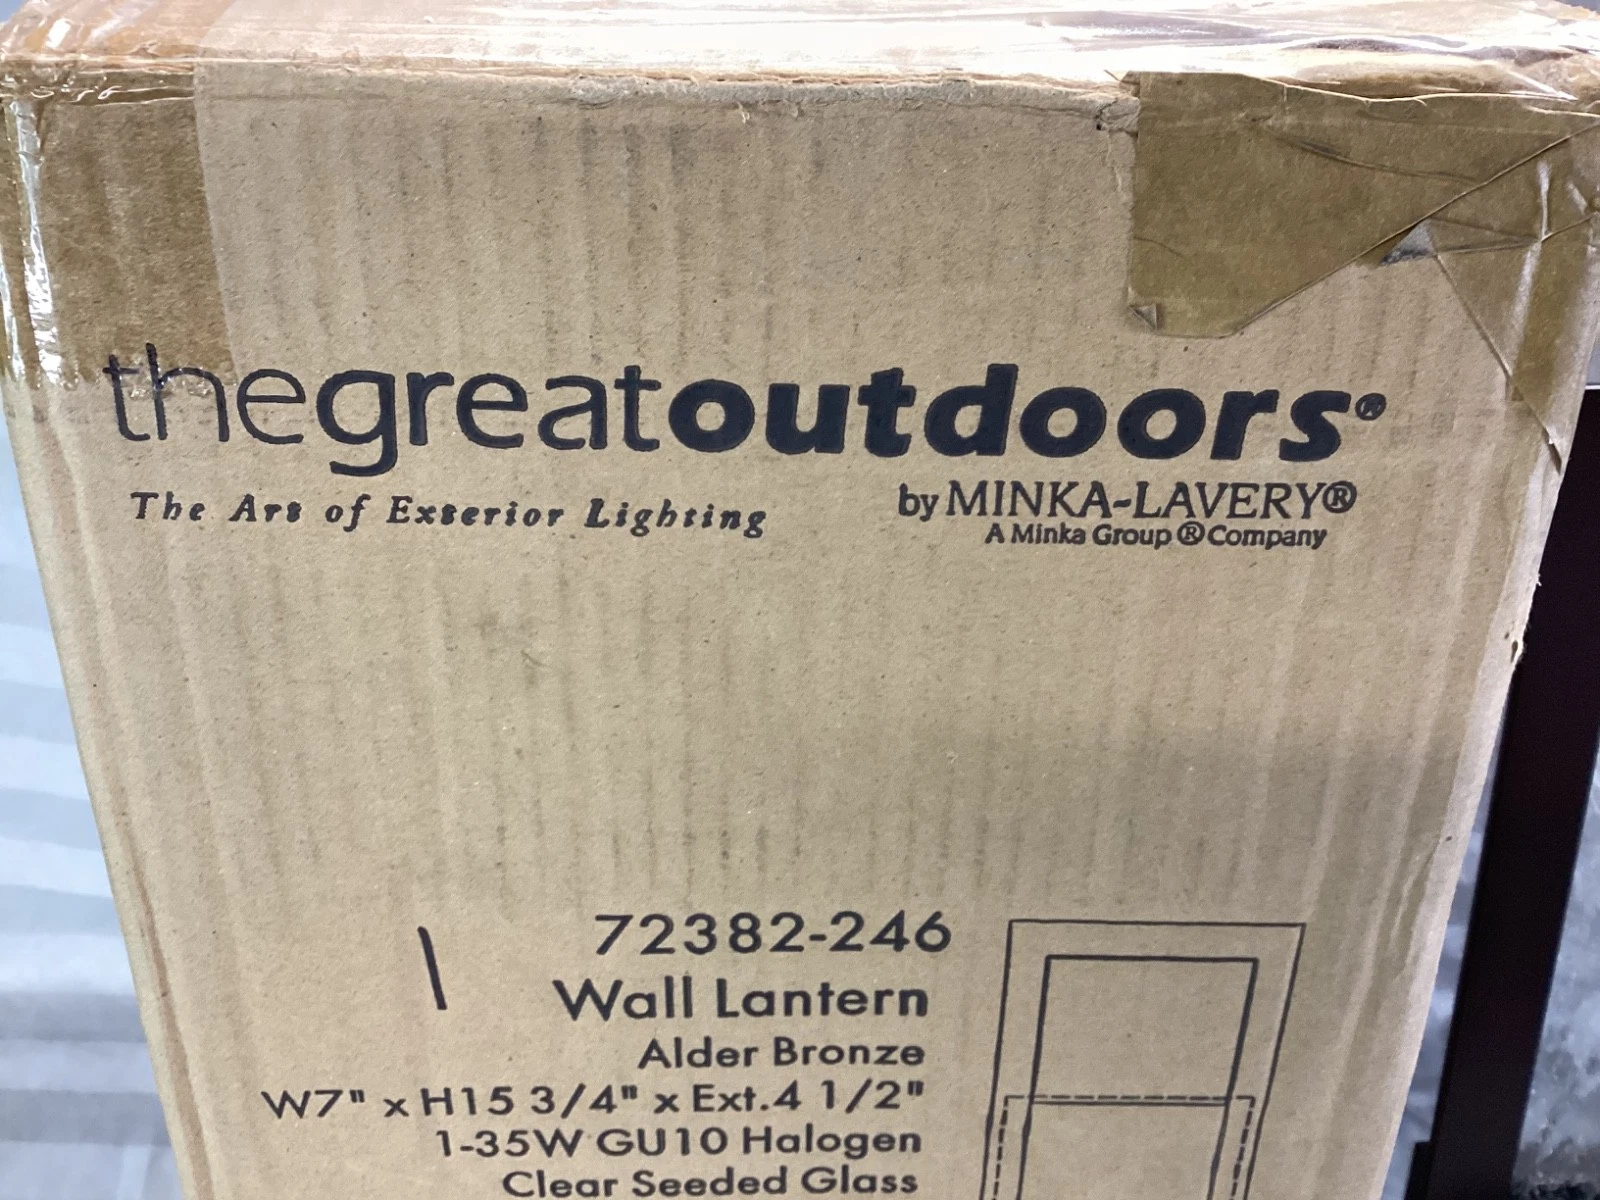 thegreatoutdoors®
The Art of Exterior Lighting
by MINKA-LAVERY®
A Minka Group ® Company
72382-246
Wall Lantern
Alder Bronze
W7" x H15 3/4" x Ext.4 1/2"
1-35W GU10 Halogen
Clear Seeded Glass